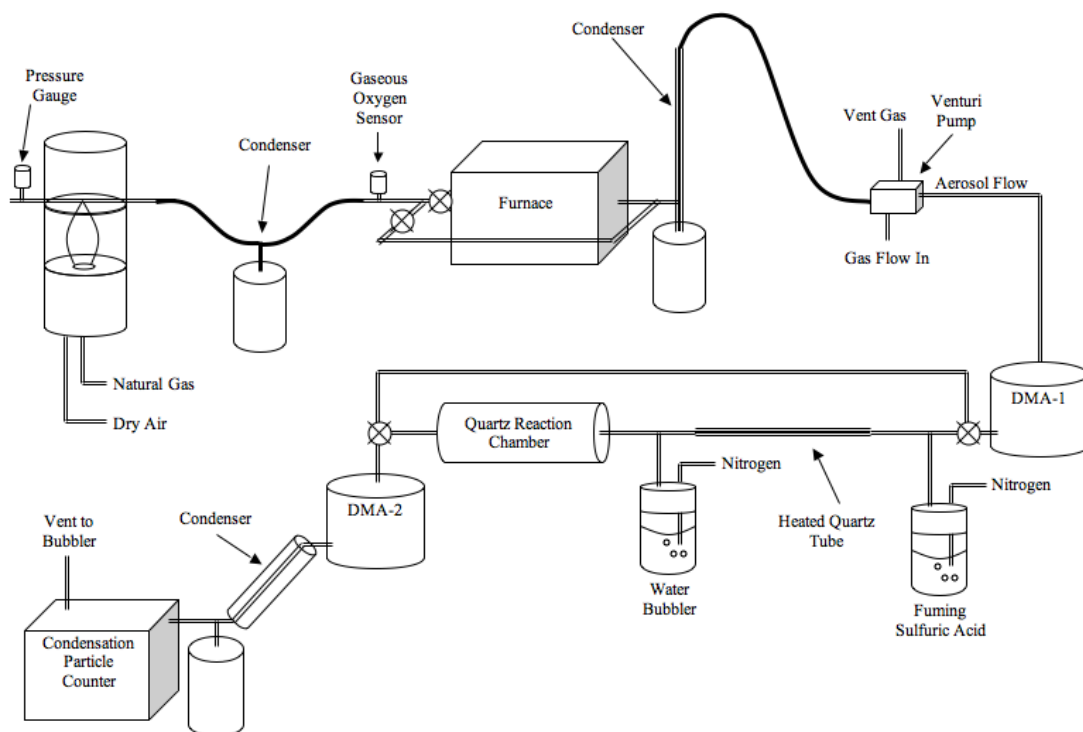 Pressure
Gauge
Condenser
Gaseous
Oxygen
Sensor
Furnace
Condenser
Vent Gas
Venturi
Pump
Aerosol Flow
Gas Flow In
Natural Gas
Dry Air
DMA-1
Quartz Reaction
Chamber
Nitrogen
Heated Quartz
Tube
Nitrogen
Water
Bubbler
Fuming
Sulfuric Acid
DMA-2
Condenser
Vent to
Bubbler
Condensation
Particle
Counter